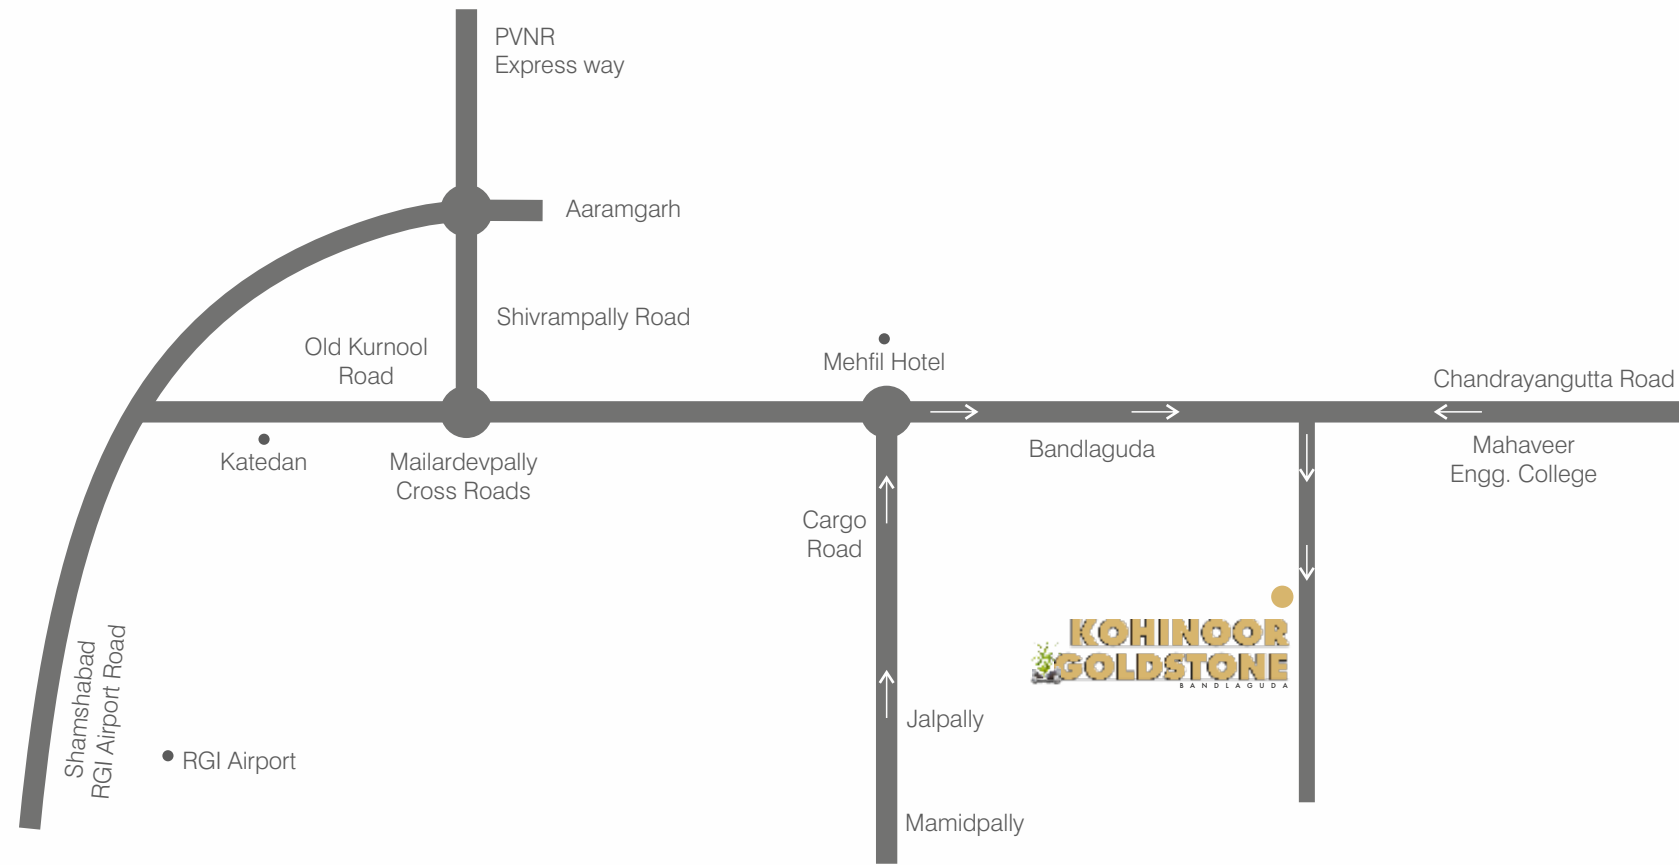 PVNR
Express way
Aaramgarh
Shivrampally Road
Old Kurnool
Road
Mehfil Hotel
Chandrayangutta Road
Katedan
Mailardevpally
Cross Roads
Bandlaguda
Mahaveer
Engg. College
Cargo
Road
KOHINOOR
GOLDSTONE
BANDLAGUDA
Shamshabad
RGI Airport Road
RGI Airport
Jalpally
Mamidpally